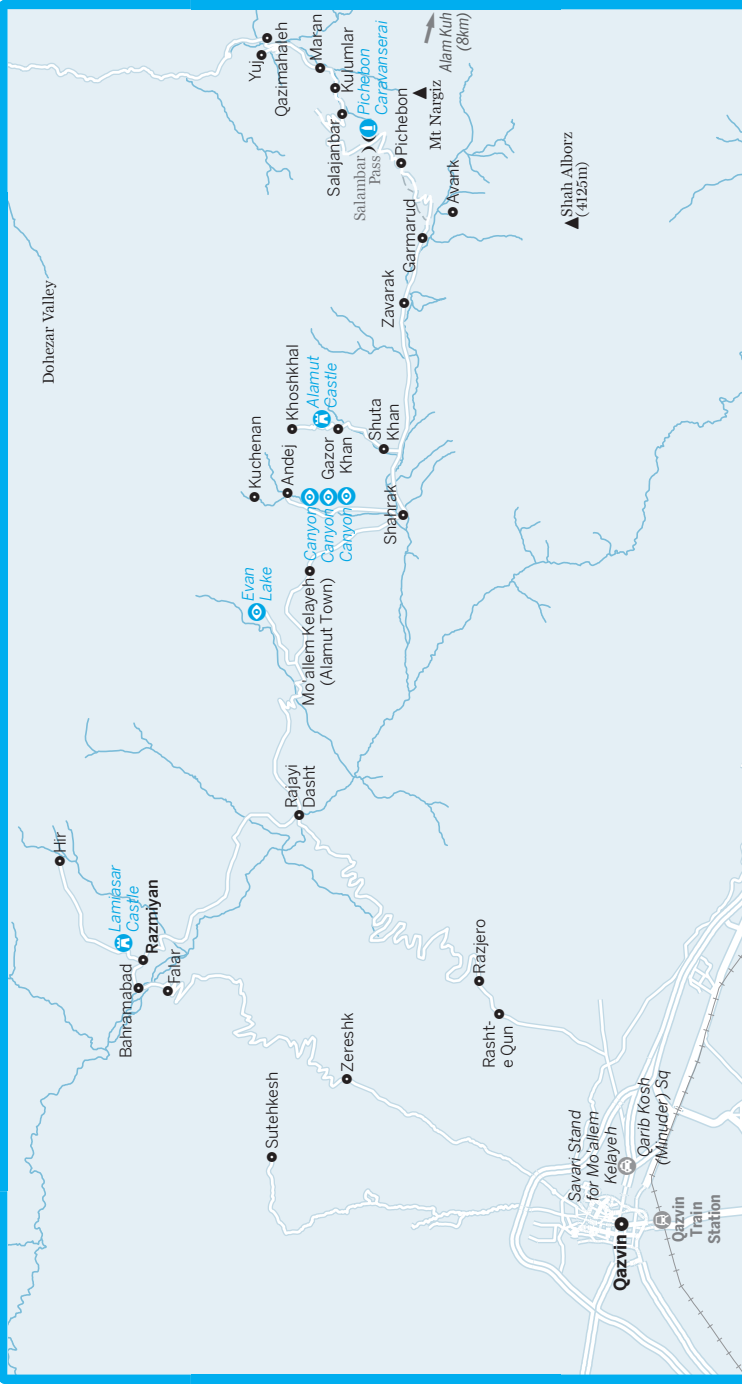 Dohezar Valley
Yuj
Qazimahaleh
Maran
Kulumlar
Salajanbar
Pichebon
Caravanserai
Salambar
Pass
Pichebon
Mt Nargiz
Alam Kuh
(8km)
Avank
Garmarud
Shah Alborz
(4125m)
Zavarak
Khoshkhal
Alamut
Castle
Gazor
Khan
Shuta
Khan
Kuchenan
Andej
Canyon
Canyon
Canyon
Shahrak
Evan
Lake
Mo'allem Kelayeh
(Alamut Town)
Rajayi
Dasht
Hir
Lamiasar
Castle
Razmiyan
Bahramabad
Falar
Zereshk
Sutehkesh
Razjero
Rasht-
e Qun
Savari Stand
for Mo'allem
Kelayeh
Qarib Kosh
(Minuder) Sq
Qazvin
Qazvin
Train
Station